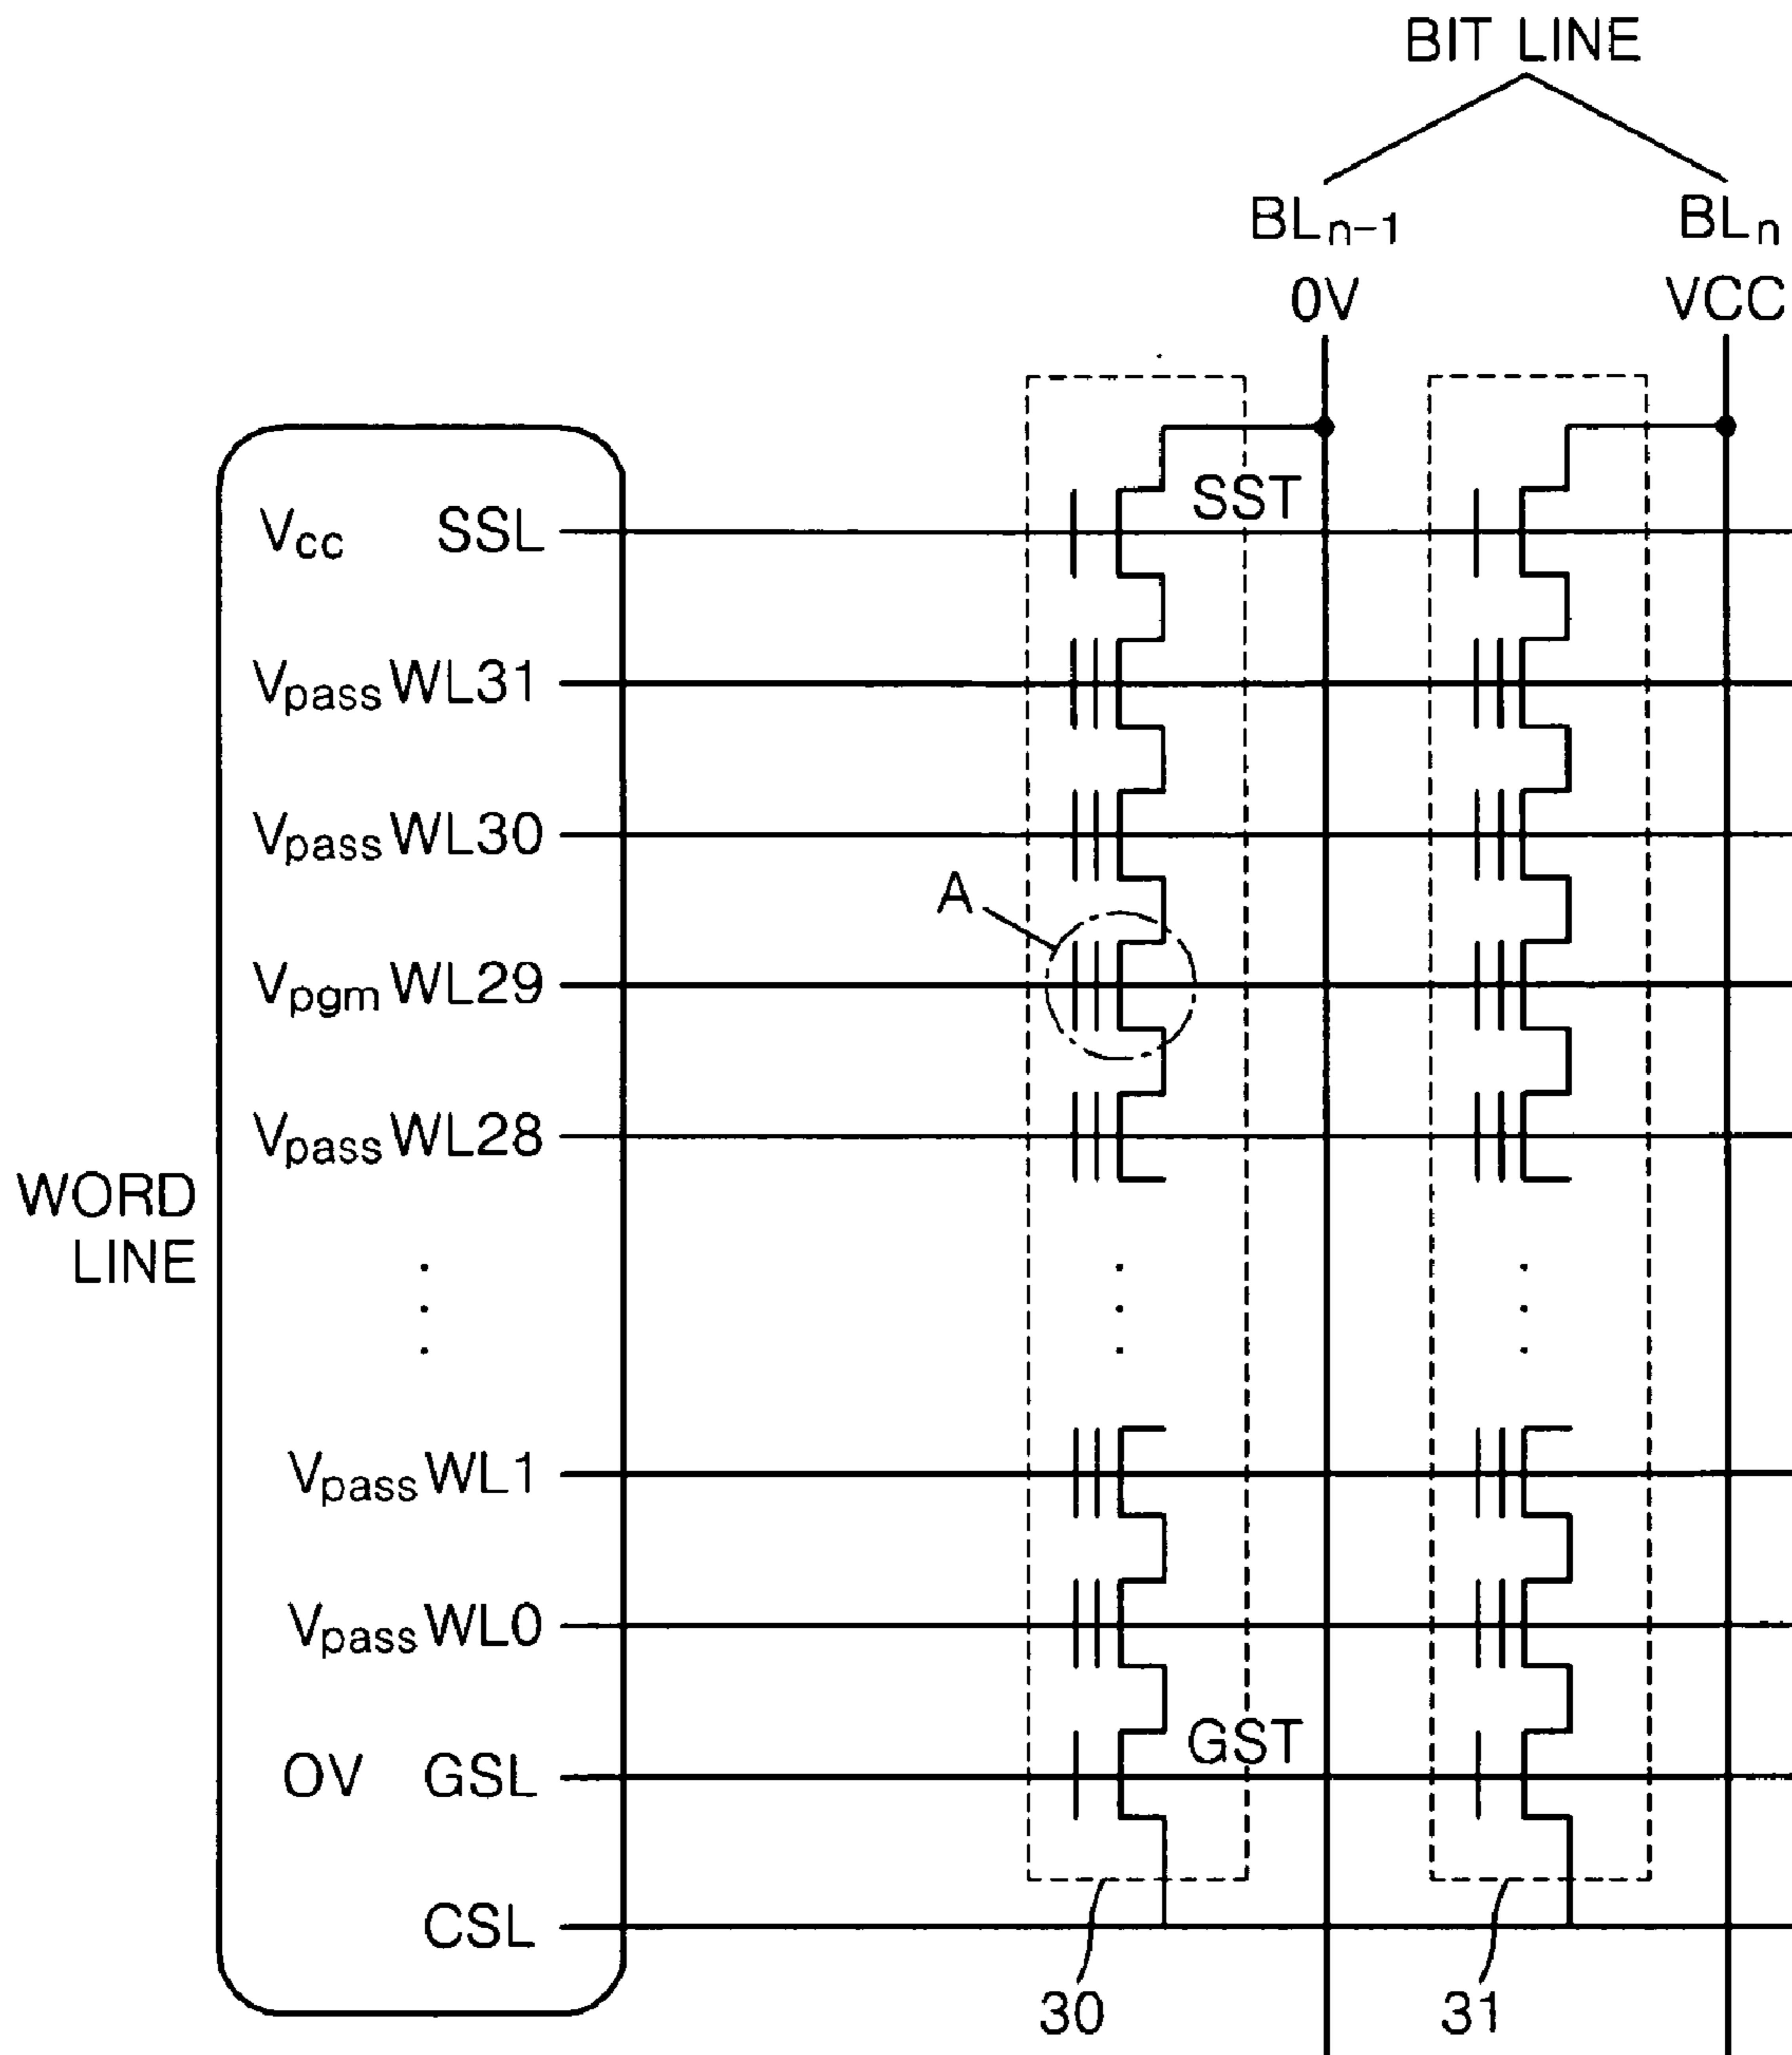 BIT LINE
BLn-1 BLn
0V VCC
SST
Vcc SSL
Vpass WL31
Vpass WL30
A
Vpgm WL29
Vpass WL28
WORD
LINE
Vpass WL1
Vpass WL0
GST
OV GSL
CSL
30 31